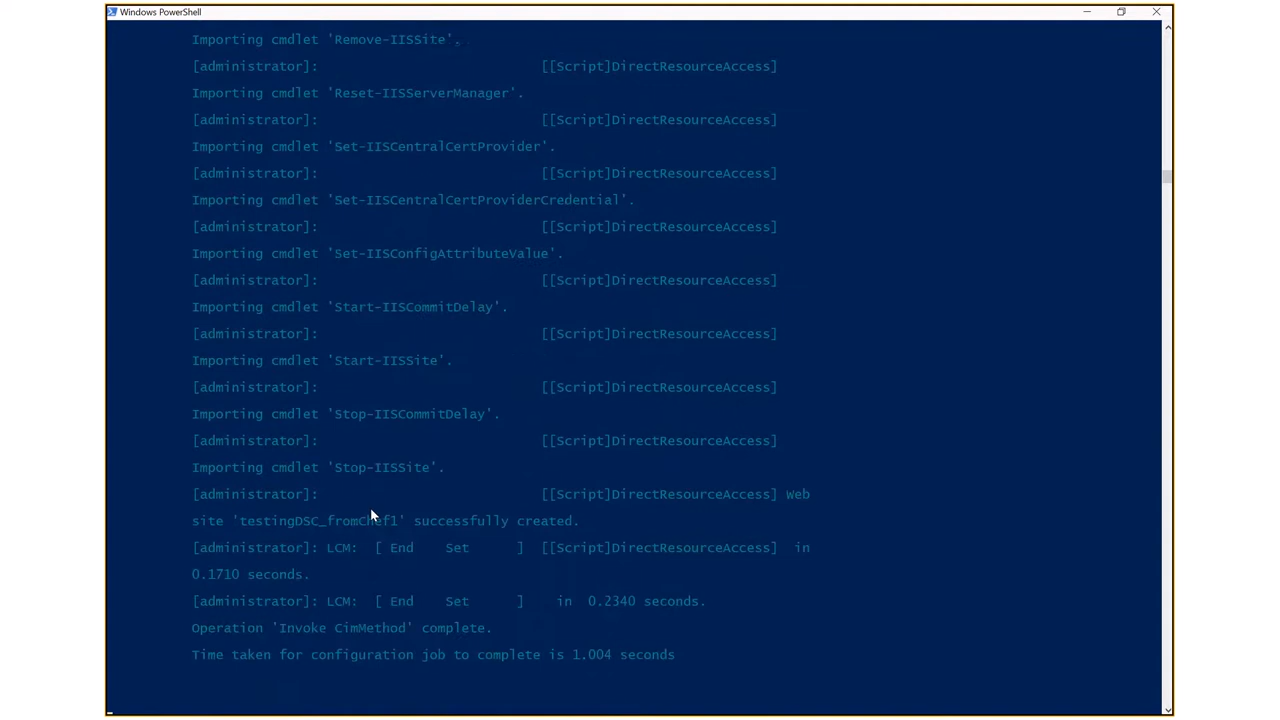 Windows PowerShell
Importing cmdlet 'Remove-IISSite'.
[administrator]: [[Script]DirectResourceAccess]
Importing cmdlet 'Reset-IISServerManager'.
[administrator]: [[Script]DirectResourceAccess]
Importing cmdlet 'Set-IISCentralCertProvider'.
[administrator]: [[Script]DirectResourceAccess]
Importing cmdlet 'Set-IISCentralCertProviderCredential'.
[administrator]: [[Script]DirectResourceAccess]
Importing cmdlet 'Set-IISConfigAttributeValue'.
[administrator]: [[Script]DirectResourceAccess]
Importing cmdlet 'Start-IISCommitDelay'.
[administrator]: [[Script]DirectResourceAccess]
Importing cmdlet 'Start-IISSite'.
[administrator]: [[Script]DirectResourceAccess]
Importing cmdlet 'Stop-IISCommitDelay'.
[administrator]: [[Script]DirectResourceAccess]
Importing cmdlet 'Stop-IISSite'.
[administrator]: [[Script]DirectResourceAccess] Web
site 'testingDSC_fromChef1' successfully created.
[administrator]: LCM: [ End Set ] [[Script]DirectResourceAccess] in
0.1710 seconds.
[administrator]: LCM: [ End Set ] in 0.2340 seconds.
Operation 'Invoke CimMethod' complete.
Time taken for configuration job to complete is 1.004 seconds